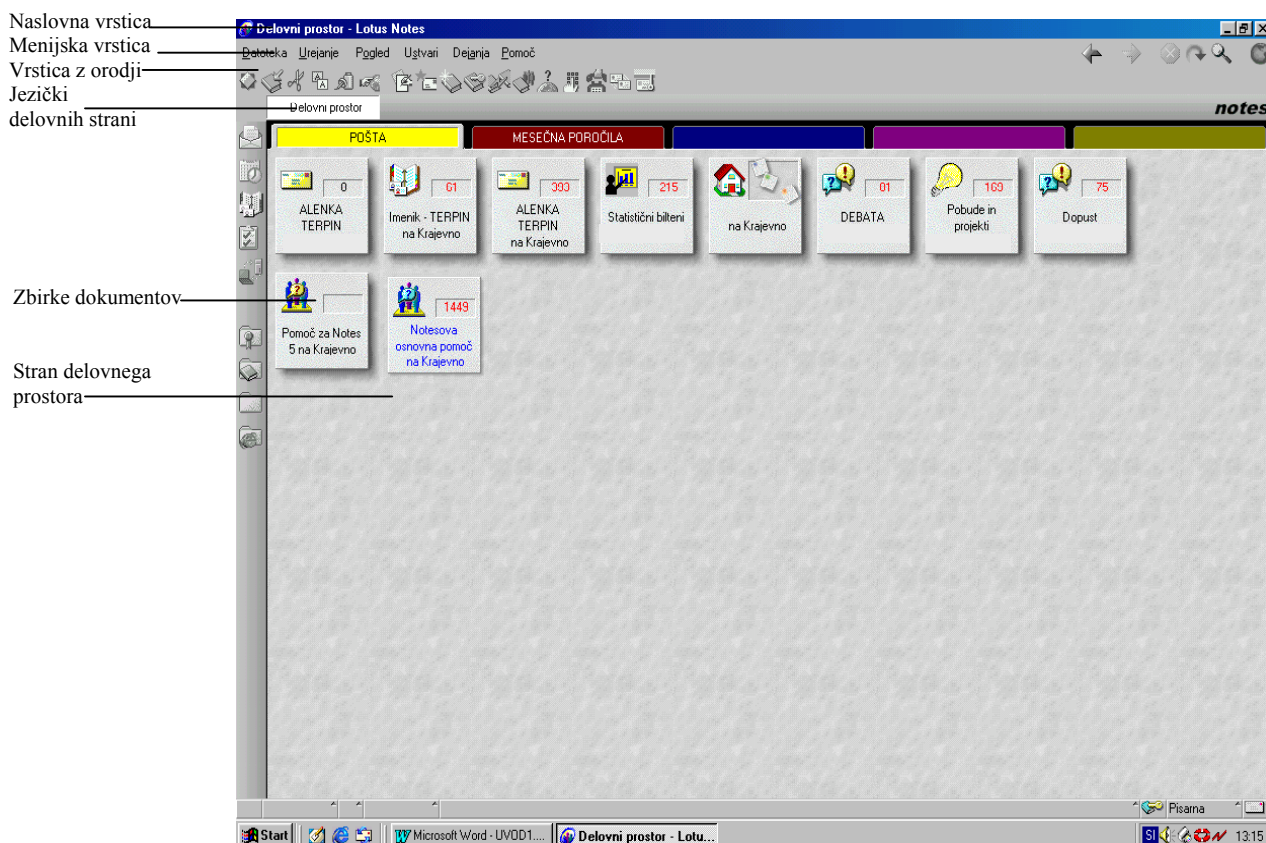 Naslovna vrstica
Menijska vrstica
Vrstica z orodji
Jezički
delovnih strani
Zbirke dokumentov
Stran delovnega
prostora
Delovni prostor - Lotus Notes
Datoteka Urejanje Pogled Ustvari Dejanja Pomoč
Delovni prostor
notes
POŠTA
MESEČNA POROČILA
0
ALENKA
TERPIN
61
Imenik - TERPIN
na Krajevno
393
ALENKA
TERPIN
na Krajevno
215
Statistični bilteni
na Krajevno
81
DEBATA
169
Pobude in
projekti
75
Dopust
Pomoč za Notes
5 na Krajevno
1449
Notesova
osnovna pomoč
na Krajevno
Pisarna
Start
Microsoft Word - UVOD1....
Delovni prostor - Lotu...
SI
13:15